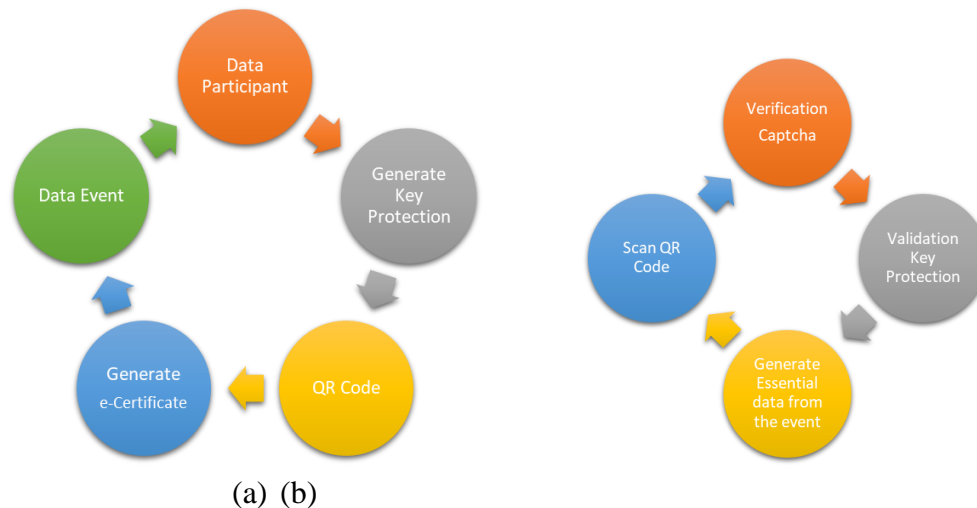 Data
Participant
Generate
Key
Protection
QR Code
Generate
e-Certificate
Data Event
Verification
Captcha
Validation
Key
Protection
Generate
Essential
data from
the event
Scan QR
Code
(a) (b)